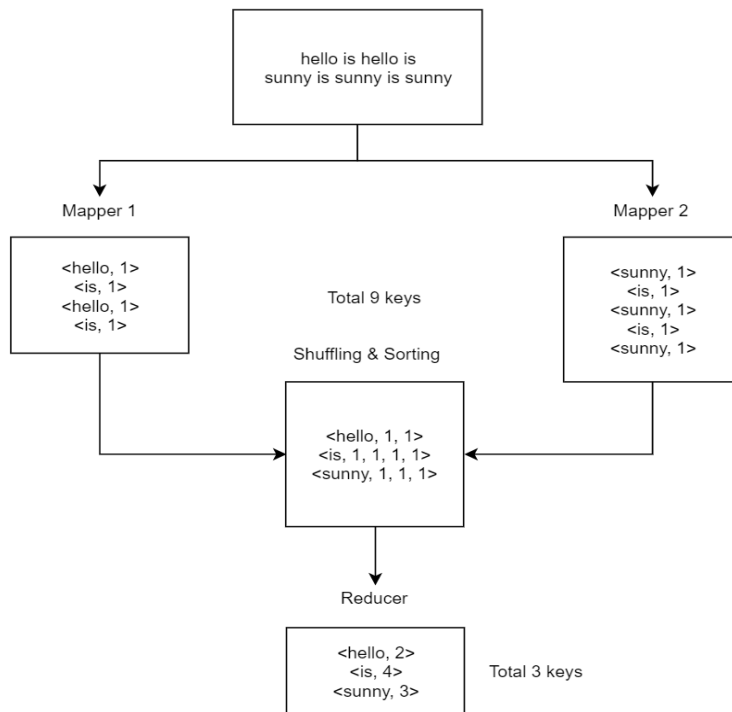 hello is hello is
sunny is sunny is sunny
Mapper 1
Mapper 2
<hello, 1>
<is, 1>
<hello, 1>
<is, 1>
<sunny, 1>
<is, 1>
<sunny, 1>
<is, 1>
<sunny, 1>
Total 9 keys
Shuffling & Sorting
<hello, 1, 1>
<is, 1, 1, 1, 1>
<sunny, 1, 1, 1>
Reducer
<hello, 2>
<is, 4>
<sunny, 3>
Total 3 keys